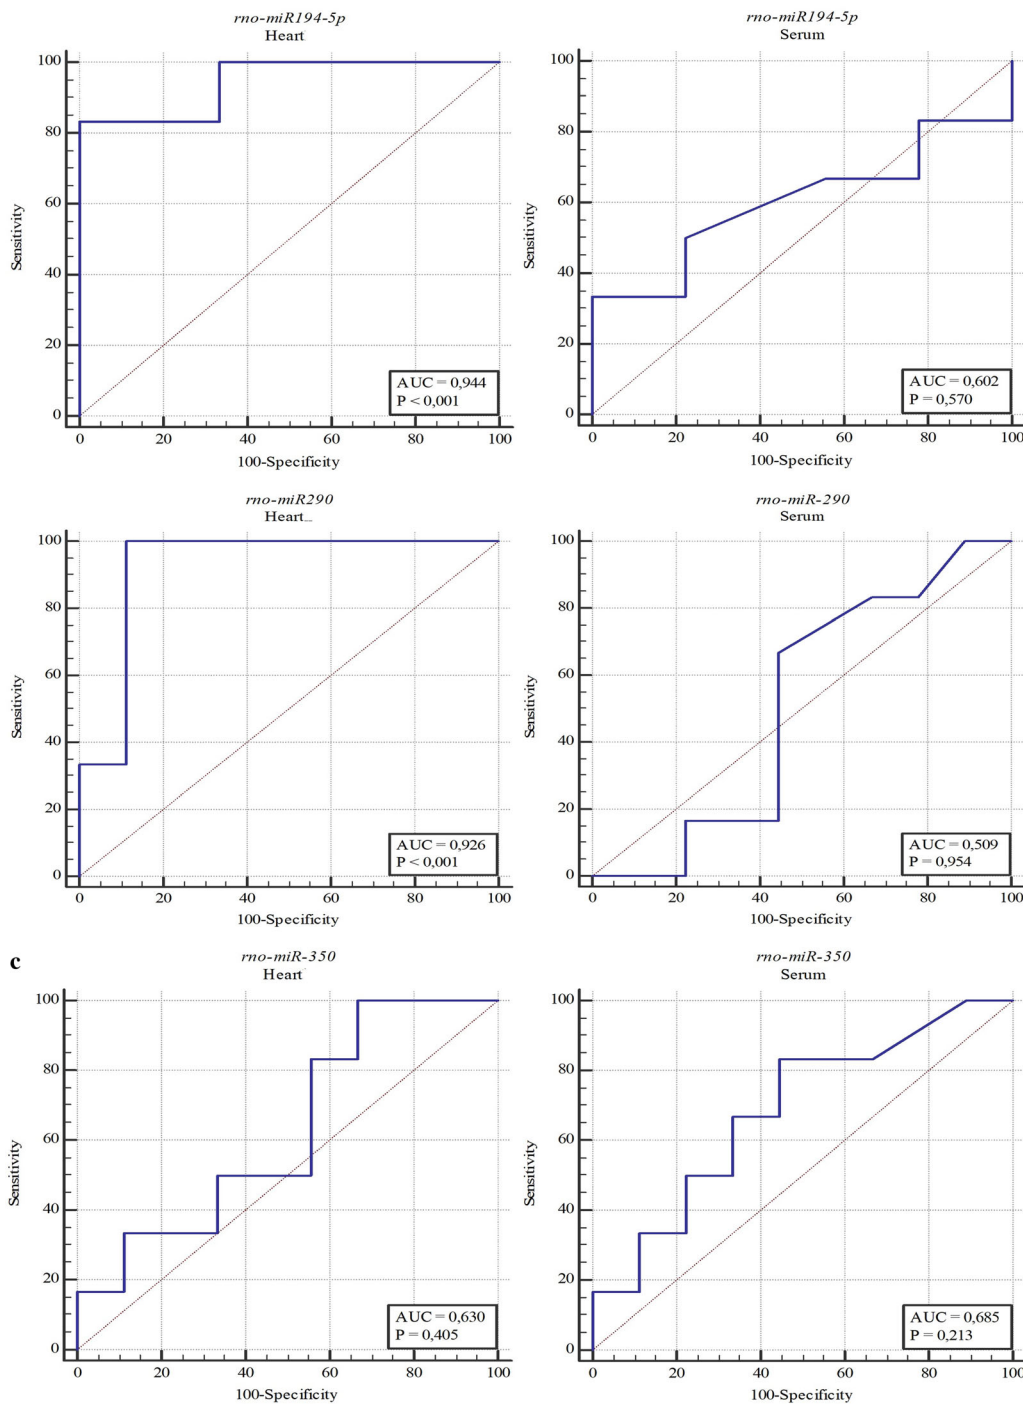 rno-miR194-5p
Heart
100
80
60
40
20
0
Sensitivity
AUC = 0,944
P < 0,001
0 20 40 60 80 100
100-Specificity
rno-miR194-5p
Serum
100
80
60
40
20
0
Sensitivity
AUC = 0,602
P = 0,570
0 20 40 60 80 100
100-Specificity
rno-miR290
Heart
100
80
60
40
20
0
Sensitivity
AUC = 0,926
P < 0,001
0 20 40 60 80 100
100-Specificity
rno-miR-290
Serum
100
80
60
40
20
0
Sensitivity
AUC = 0,509
P = 0,954
0 20 40 60 80 100
100-Specificity
c
rno-miR-350
Heart
100
80
60
40
20
0
Sensitivity
AUC = 0,630
P = 0,405
0 20 40 60 80 100
100-Specificity
rno-miR-350
Serum
100
80
60
40
20
0
Sensitivity
AUC = 0,685
P = 0,213
0 20 40 60 80 100
100-Specificity